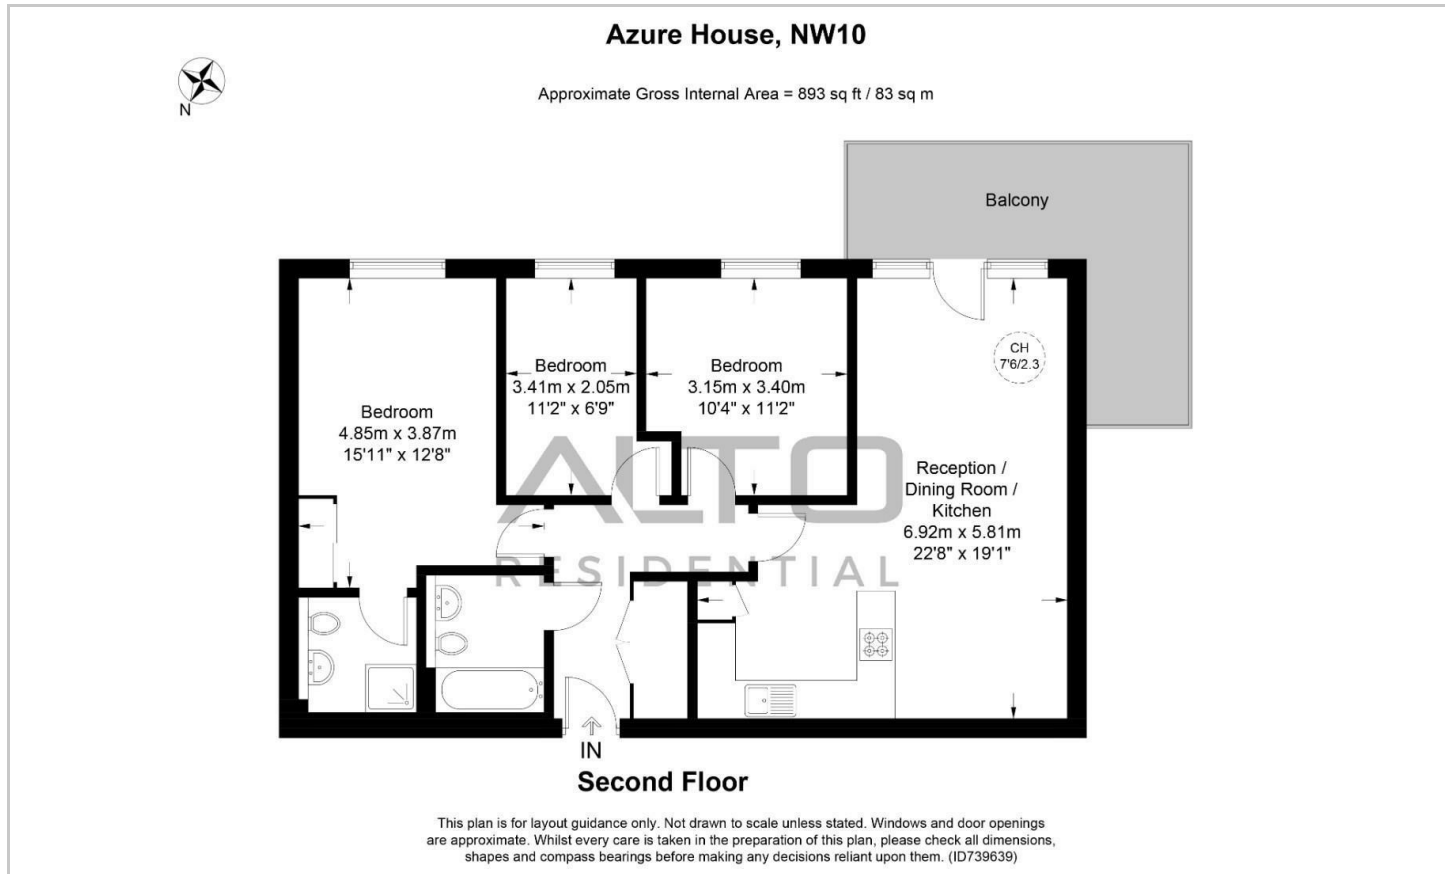 Azure House, NW10
Approximate Gross Internal Area = 893 sq ft / 83 sq m
N
Balcony
CH
7'6/2.3
Bedroom
3.41m x 2.05m
11'2" x 6'9"
Bedroom
3.15m x 3.40m
10'4" x 11'2"
Bedroom
4.85m x 3.87m
15'11" x 12'8"
Reception /
Dining Room /
Kitchen
6.92m x 5.81m
22'8" x 19'1"
ALTO
RESIDENTIAL
IN
Second Floor
This plan is for layout guidance only. Not drawn to scale unless stated. Windows and door openings
are approximate. Whilst every care is taken in the preparation of this plan, please check all dimensions,
shapes and compass bearings before making any decisions reliant upon them. (ID739639)